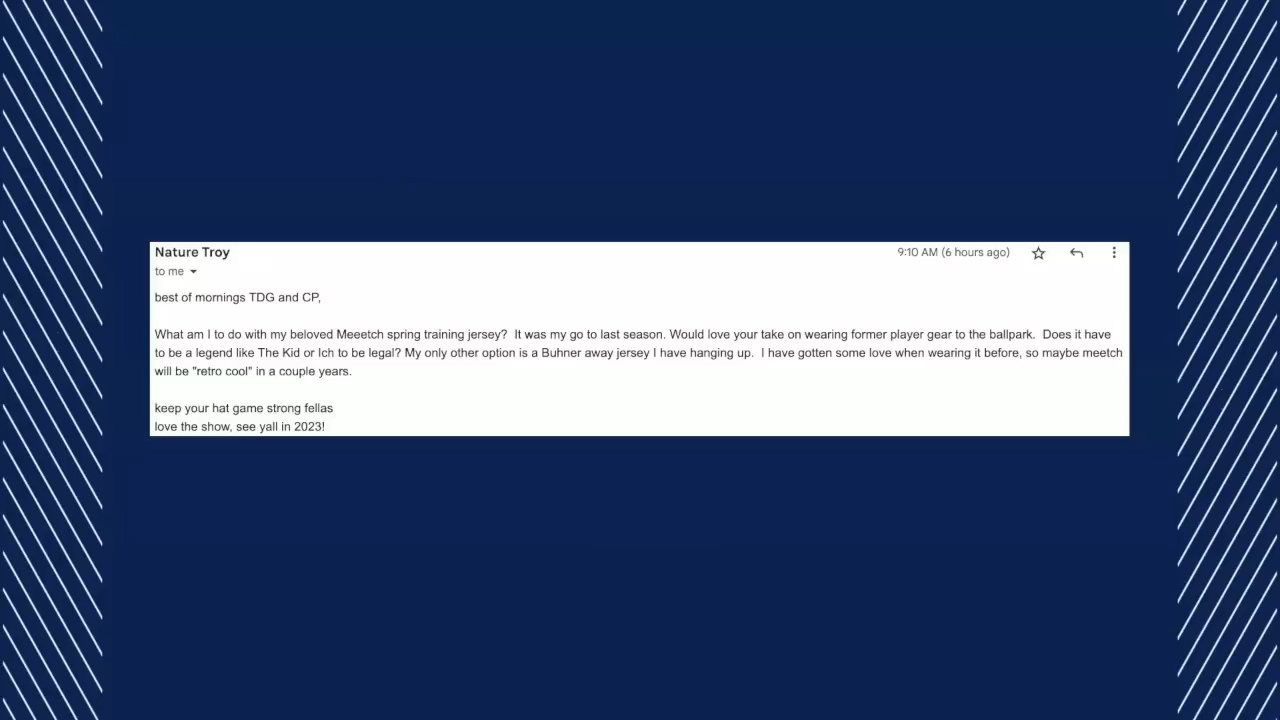 Nature Troy
9:10 AM (6 hours ago)
to me
best of mornings TDG and CP,
What am I to do with my beloved Meeetch spring training jersey?  It was my go to last season. Would love your take on wearing former player gear to the ballpark.  Does it have
to be a legend like The Kid or Ich to be legal? My only other option is a Buhner away jersey I have hanging up.  I have gotten some love when wearing it before, so maybe meetch
will be "retro cool" in a couple years.
keep your hat game strong fellas
love the show, see yall in 2023!